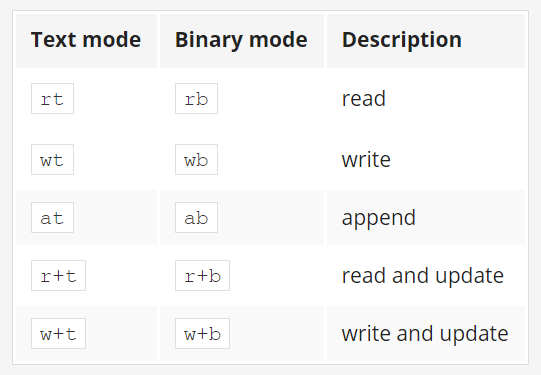 Text mode Binary mode Description
rt rb read
wt wb write
at ab append
r+t r+b read and update
w+t w+b write and update